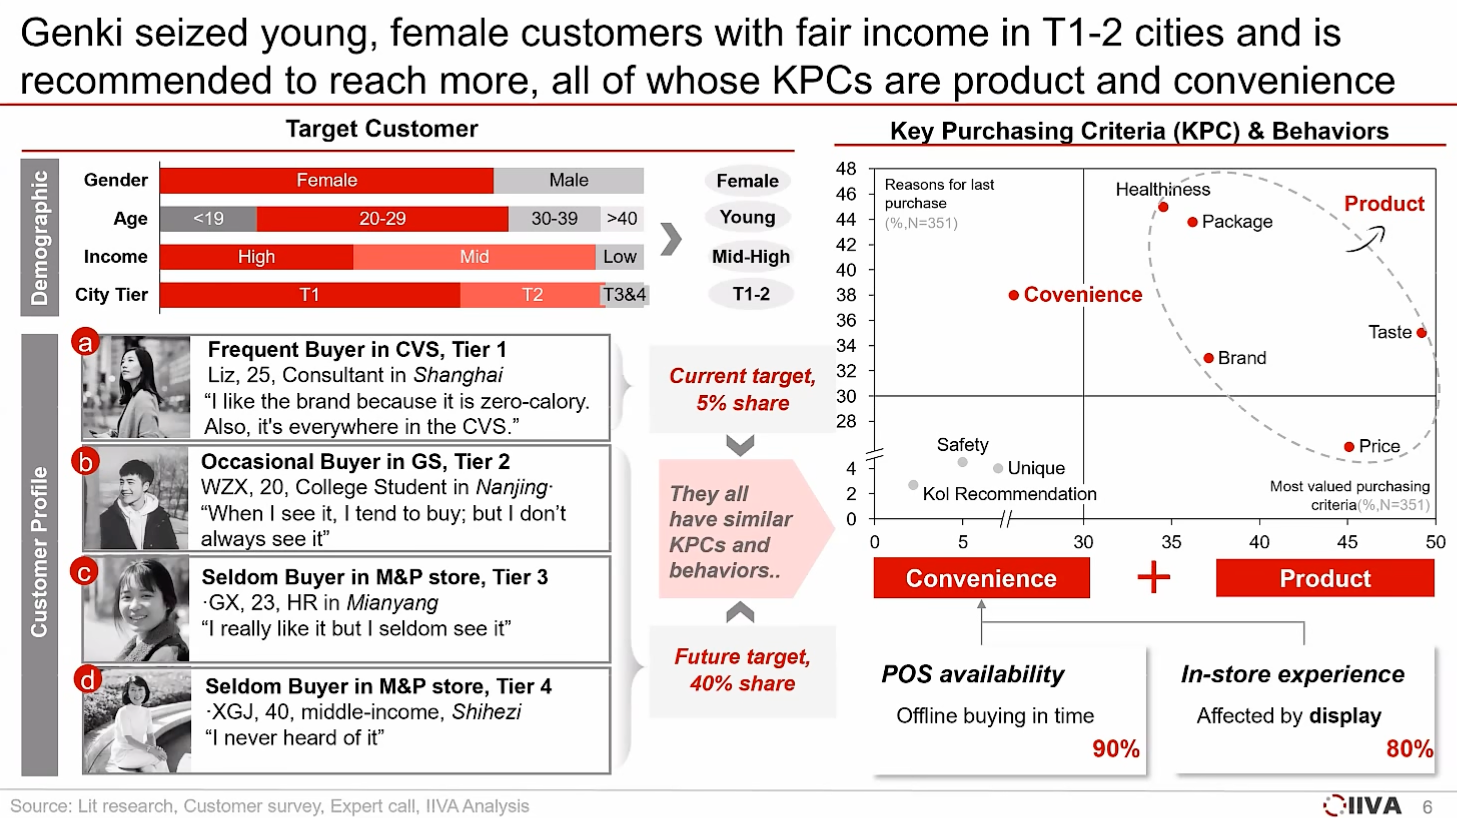 Genki seized young, female customers with fair income in T1-2 cities and is
recommended to reach more, all of whose KPCs are product and convenience
Target Customer
Demographic
Gender
Female
Male
Female
Age
<19
20-29
30-39
>40
Young
Income
High
Mid
Low
Mid-High
City Tier
T1
T2
T3&4
T1-2
Customer Profile
a
Frequent Buyer in CVS, Tier 1
Liz, 25, Consultant in Shanghai
“I like the brand because it is zero-calory.
Also, it's everywhere in the CVS.”
b
Occasional Buyer in GS, Tier 2
WZX, 20, College Student in Nanjing·
“When I see it, I tend to buy; but I don’t
always see it”
c
Seldom Buyer in M&P store, Tier 3
·GX, 23, HR in Mianyang
“I really like it but I seldom see it”
d
Seldom Buyer in M&P store, Tier 4
·XGJ, 40, middle-income, Shihezi
“I never heard of it”
Current target,
5% share
They all
have similar
KPCs and
behaviors..
Future target,
40% share
Key Purchasing Criteria (KPC) & Behaviors
48
46
44
42
40
38
36
34
32
30
28
4
2
0
Reasons for last
purchase
(%,N=351)
Healthiness
Package
Product
Covenience
Taste
Brand
Price
Safety
Unique
Kol Recommendation
Most valued purchasing
criteria(%,N=351)
0
5
30
35
40
45
50
Convenience
+
Product
POS availability
Offline buying in time
90%
In-store experience
Affected by display
80%
Source: Lit research, Customer survey, Expert call, IIVA Analysis
IIVA
6